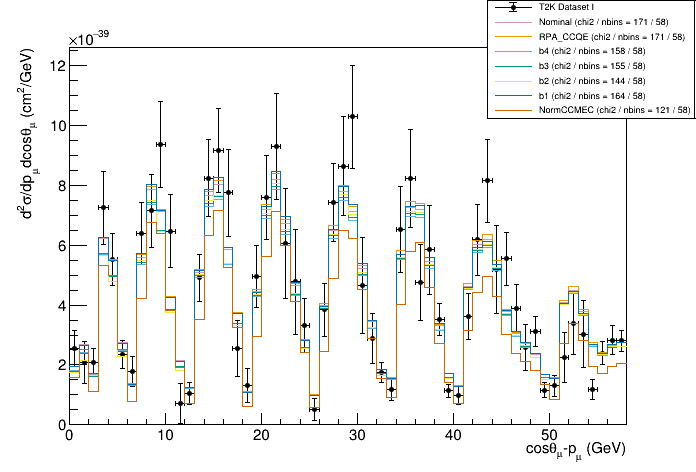 T2K Dataset I
Nominal (chi2 / nbins = 171 / 58)
RPA_CCQE (chi2 / nbins = 171 / 58)
b4 (chi2 / nbins = 158 / 58)
b3 (chi2 / nbins = 155 / 58)
b2 (chi2 / nbins = 144 / 58)
b1 (chi2 / nbins = 164 / 58)
NormCCMEC (chi2 / nbins = 121 / 58)
×10⁻³⁹
d²σ/dp_μ dcosθ_μ (cm²/GeV)
12
10
8
6
4
2
0
0 10 20 30 40 50
cosθ_μ-p_μ (GeV)